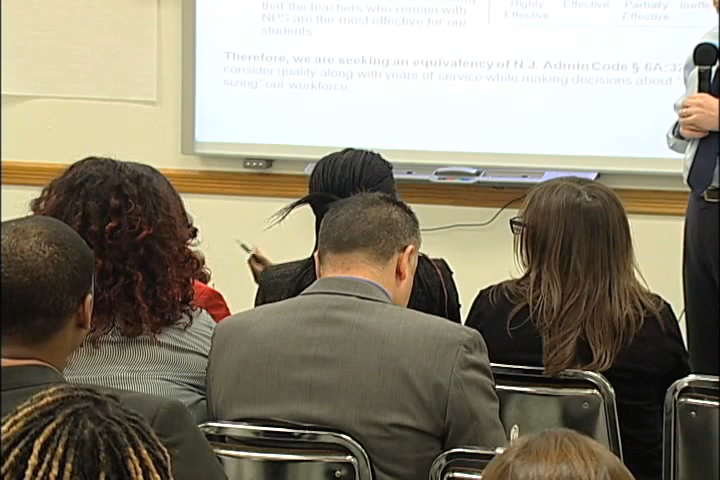 that the teachers who remain with
NPS are the most effective for our
students.
Highly Effective Partially
Effective Effective
Therefore, we are seeking an equivalency of N.J. Admin Code § 6A:32
consider quality along with years of service while making decisions about
sizing" our workforce.